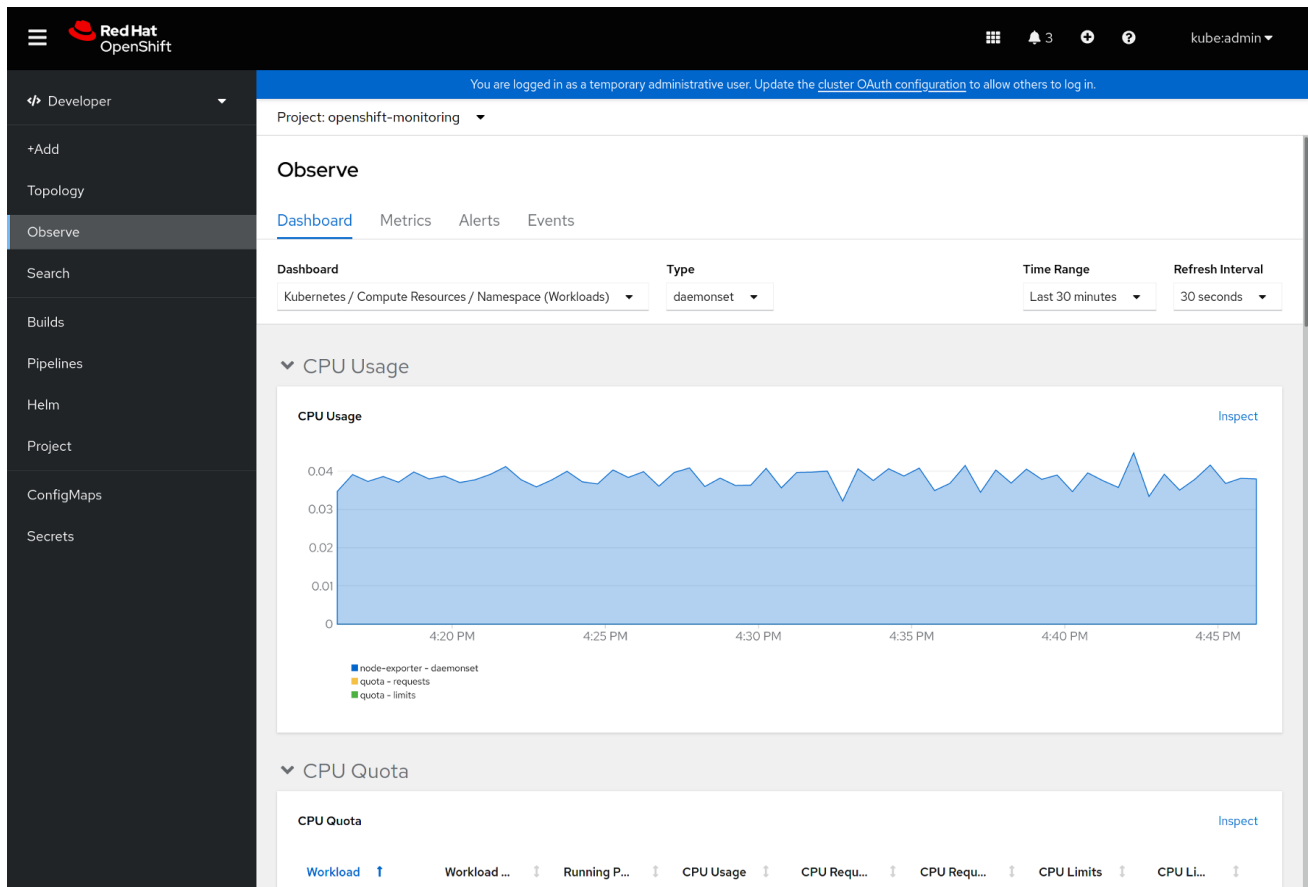 Red Hat
OpenShift
3
kube:admin
Developer
You are logged in as a temporary administrative user. Update the cluster OAuth configuration to allow others to log in.
Project: openshift-monitoring
+Add
Topology
Observe
Search
Builds
Pipelines
Helm
Project
ConfigMaps
Secrets
Observe
Dashboard Metrics Alerts Events
Dashboard Type Time Range Refresh Interval
Kubernetes / Compute Resources / Namespace (Workloads) daemonset Last 30 minutes 30 seconds
CPU Usage
CPU Usage Inspect
0.04
0.03
0.02
0.01
0
4:20 PM 4:25 PM 4:30 PM 4:35 PM 4:40 PM 4:45 PM
node-exporter - daemonset
quota - requests
quota - limits
CPU Quota
CPU Quota Inspect
Workload Workload ... Running P... CPU Usage CPU Requ... CPU Requ... CPU Limits CPU Li...